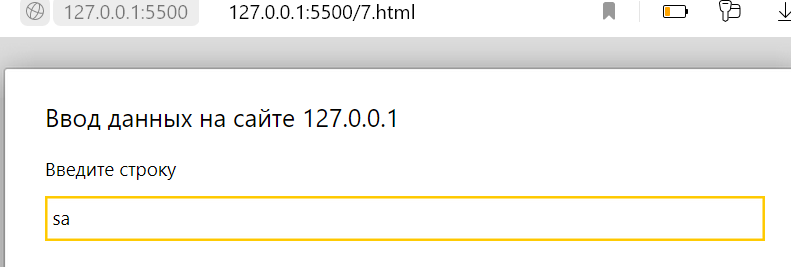 127.0.0.1:5500 127.0.0.1:5500/7.html
Ввод данных на сайте 127.0.0.1
Введите строку
sa